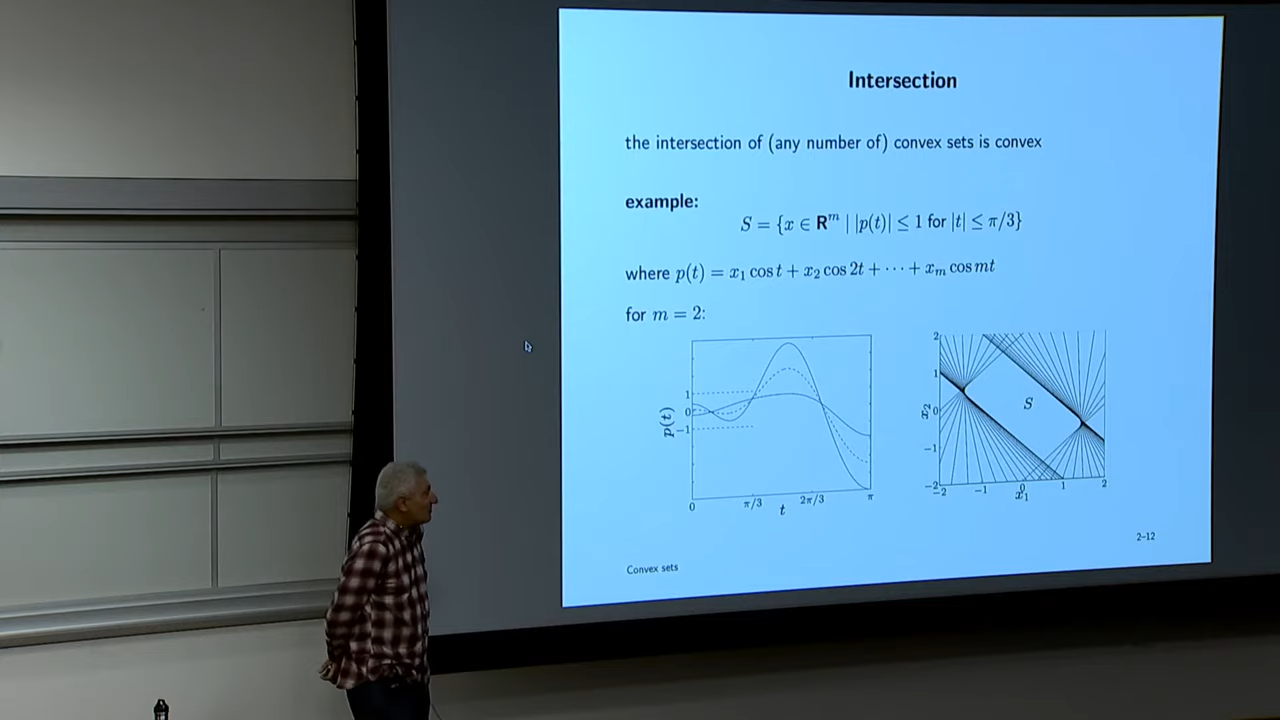 Intersection
the intersection of (any number of) convex sets is convex
example:
S = {x ∈ R^m | |p(t)| ≤ 1 for |t| ≤ π/3}
where p(t) = x₁ cos t + x₂ cos 2t + ⋯ + xₘ cos mt
for m = 2:
p(t)
1
0
−1
0
π/3
2π/3
π
t
x₂
2
1
0
−1
−2
S
−2
−1
0
1
2
x₁
2–12
Convex sets